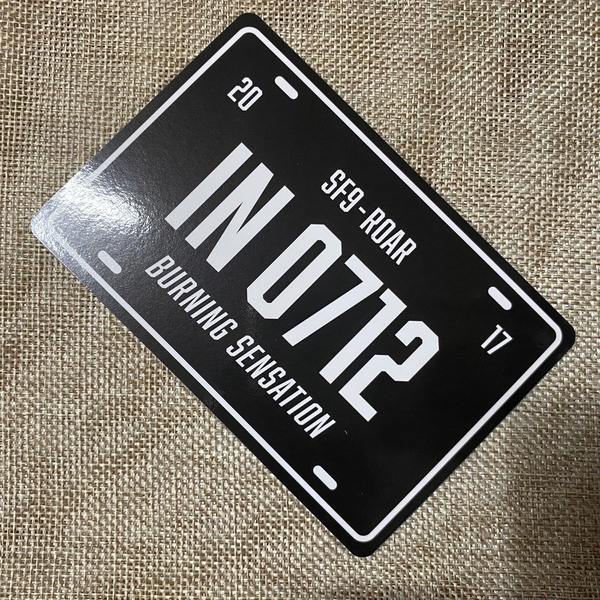 20
SF9-ROAR
17
IN 0712
BURNING SENSATION